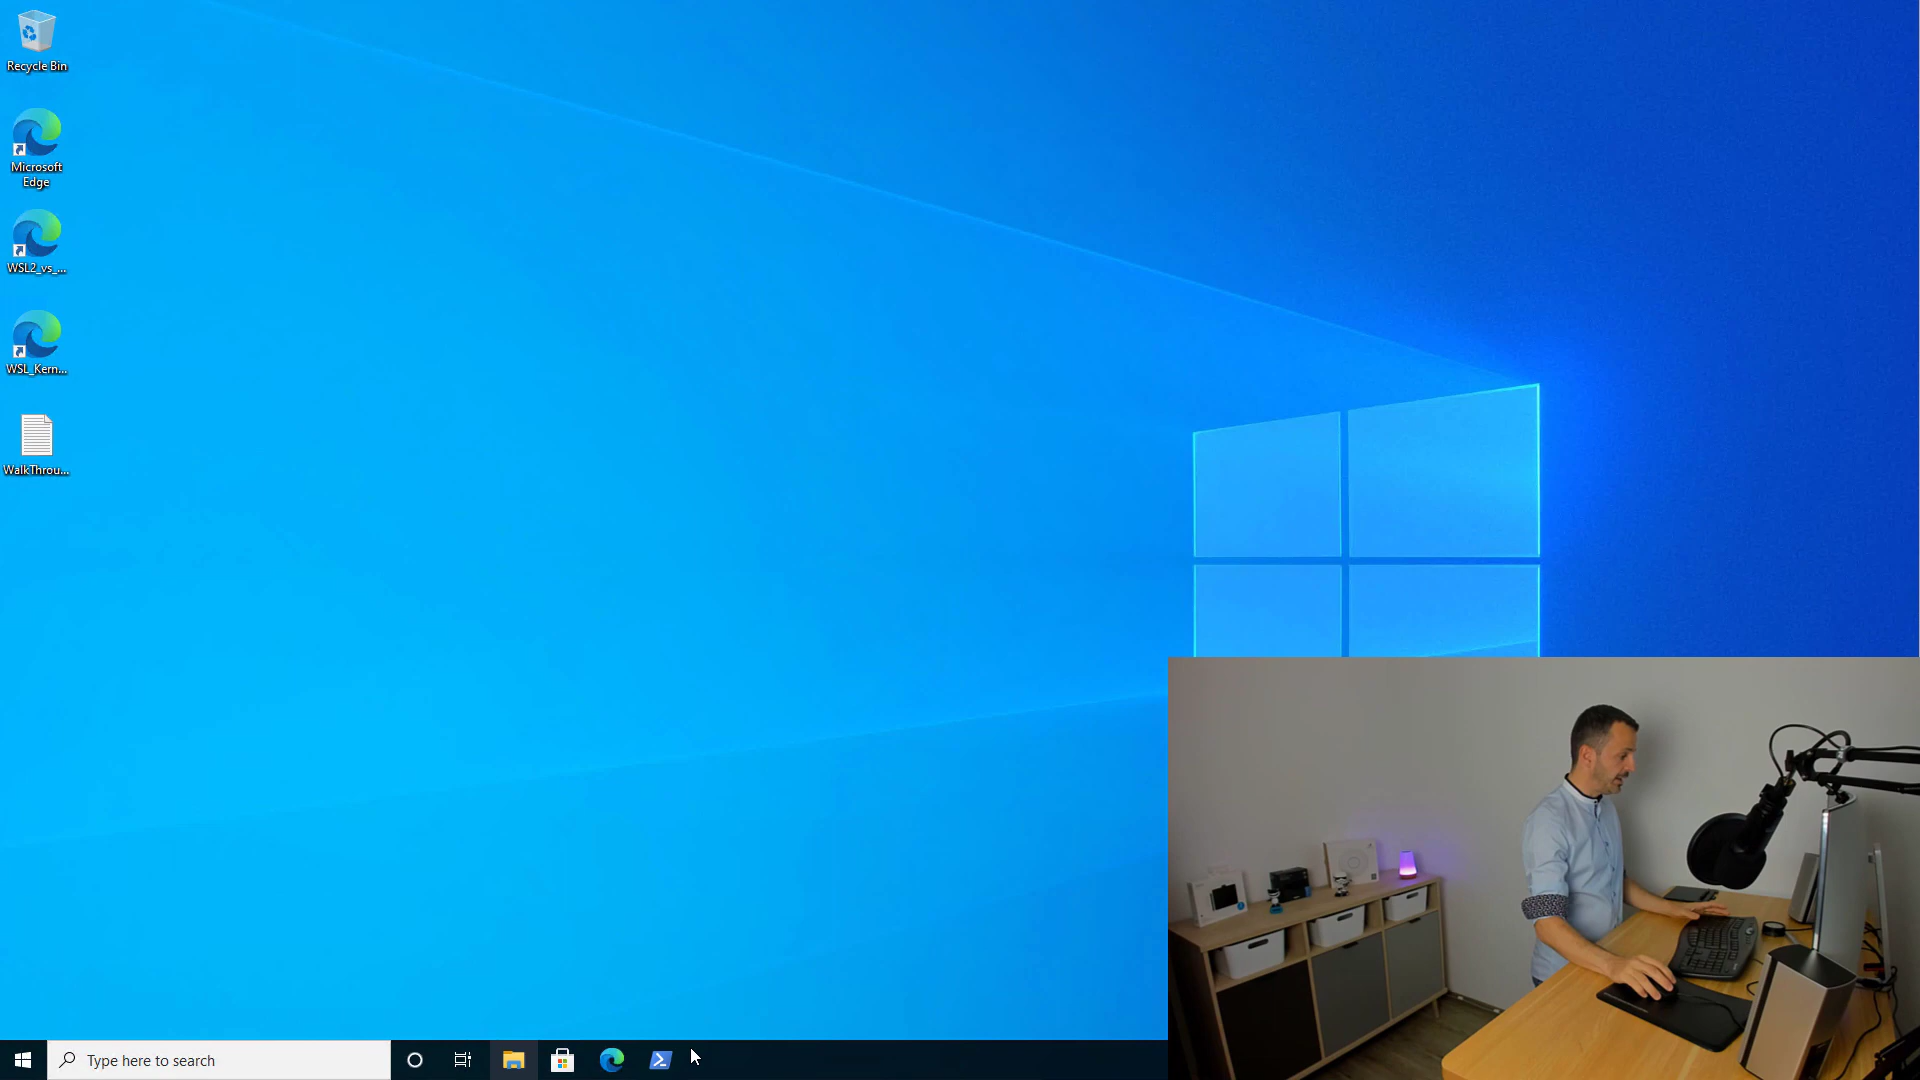 Recycle Bin
Microsoft
Edge
WSL2_vs_...
WSL_Kern...
WalkThrou...
Type here to search